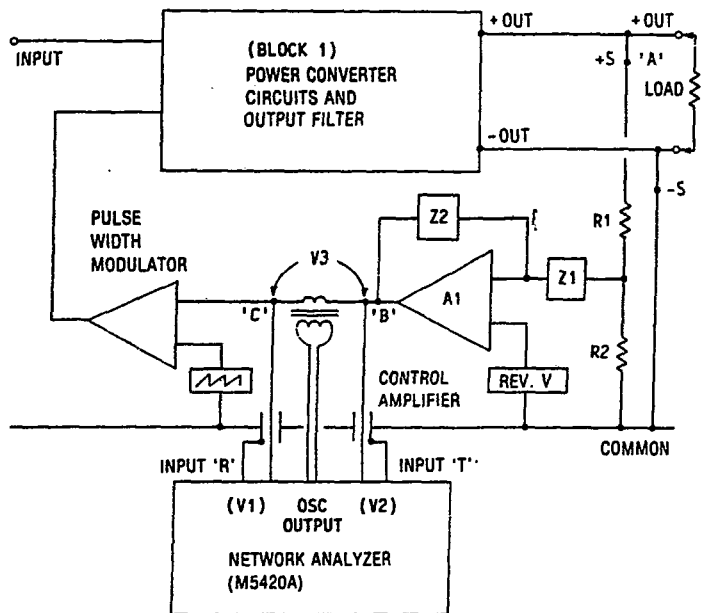 + OUT
+ OUT
INPUT
(BLOCK 1)
POWER CONVERTER
CIRCUITS AND
OUTPUT FILTER
+S
'A'
LOAD
-OUT
-S
PULSE
WIDTH
MODULATOR
Z2
R1
V3
'C'
'B'
A1
Z1
R2
CONTROL
AMPLIFIER
REV. V
COMMON
INPUT 'R'
INPUT 'T'
(V1)
OSC
OUTPUT
(V2)
NETWORK ANALYZER
(M5420A)